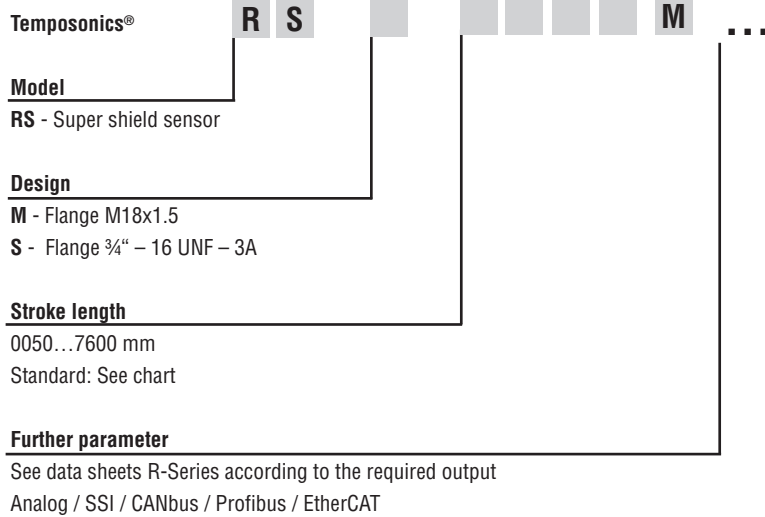 Temposonics® R S M ...
Model
RS - Super shield sensor
Design
M - Flange M18x1.5
S - Flange ¾“ – 16 UNF – 3A
Stroke length
0050…7600 mm
Standard: See chart
Further parameter
See data sheets R-Series according to the required output
Analog / SSI / CANbus / Profibus / EtherCAT